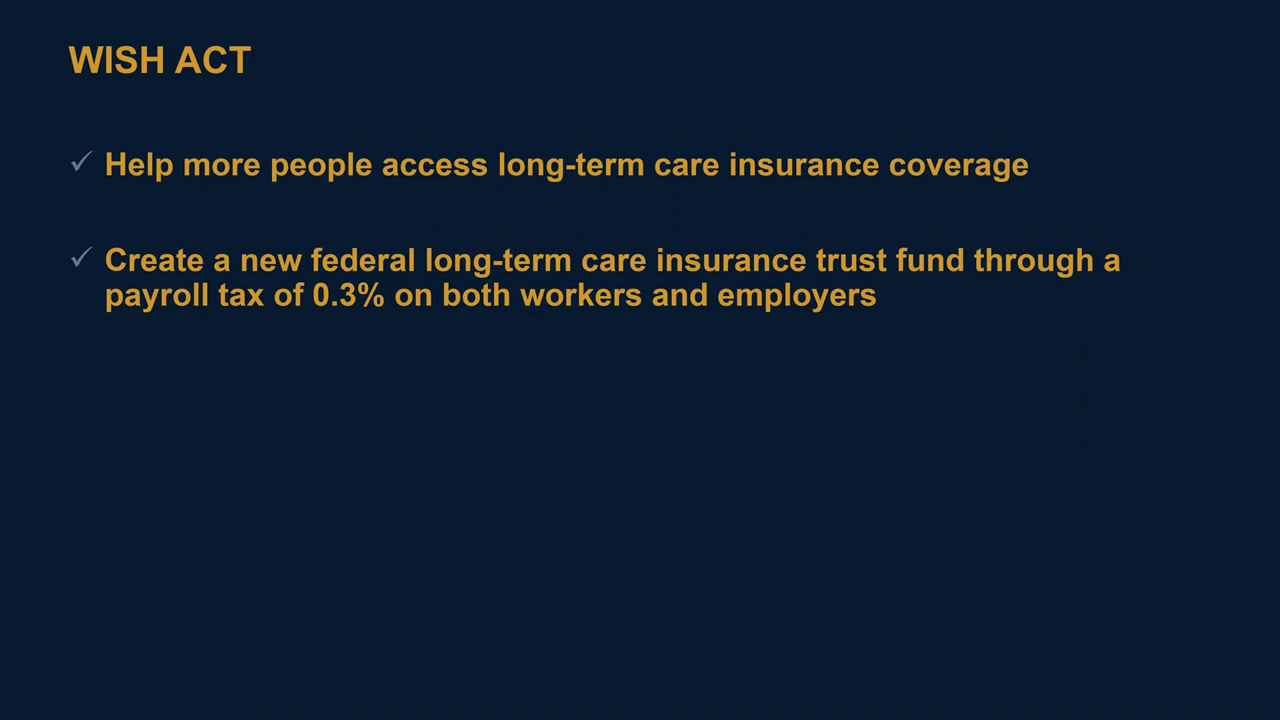 WISH ACT
✓ Help more people access long-term care insurance coverage
✓ Create a new federal long-term care insurance trust fund through a
payroll tax of 0.3% on both workers and employers